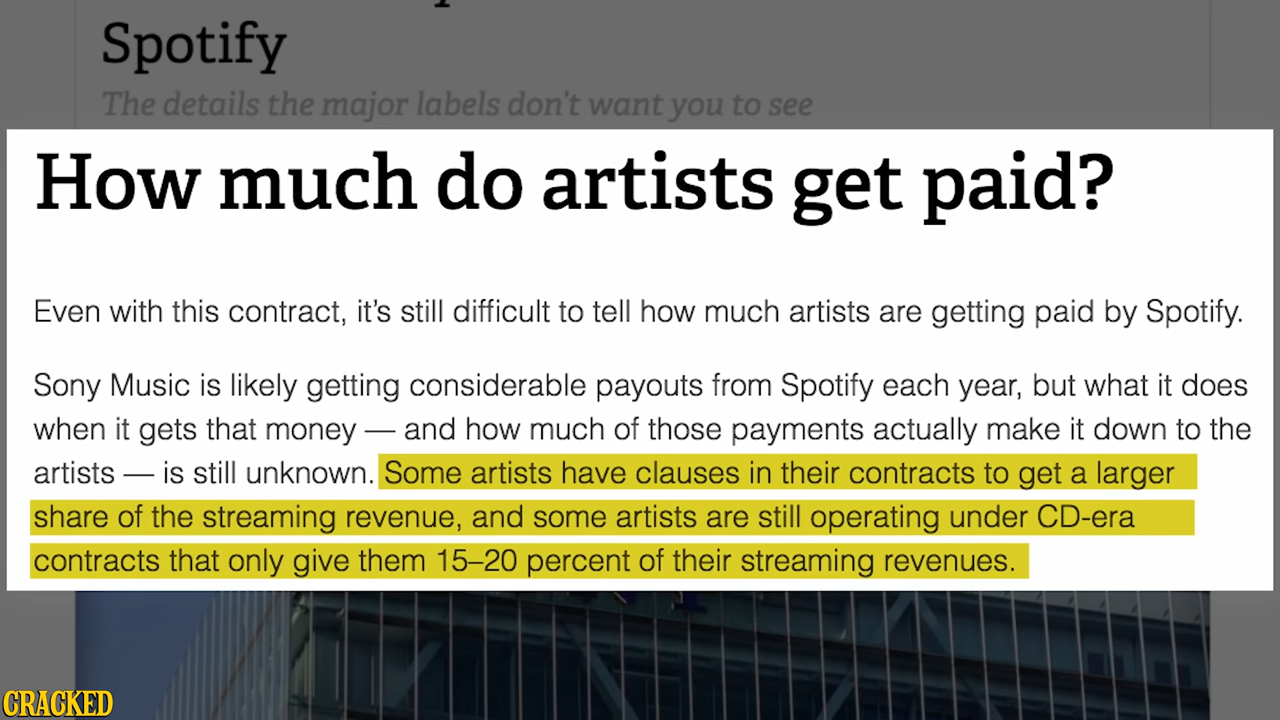 Spotify
The details the major labels don't want you to see
How much do artists get paid?
Even with this contract, it's still difficult to tell how much artists are getting paid by Spotify.
Sony Music is likely getting considerable payouts from Spotify each year, but what it does
when it gets that money — and how much of those payments actually make it down to the
artists — is still unknown. Some artists have clauses in their contracts to get a larger
share of the streaming revenue, and some artists are still operating under CD-era
contracts that only give them 15–20 percent of their streaming revenues.
CRACKED